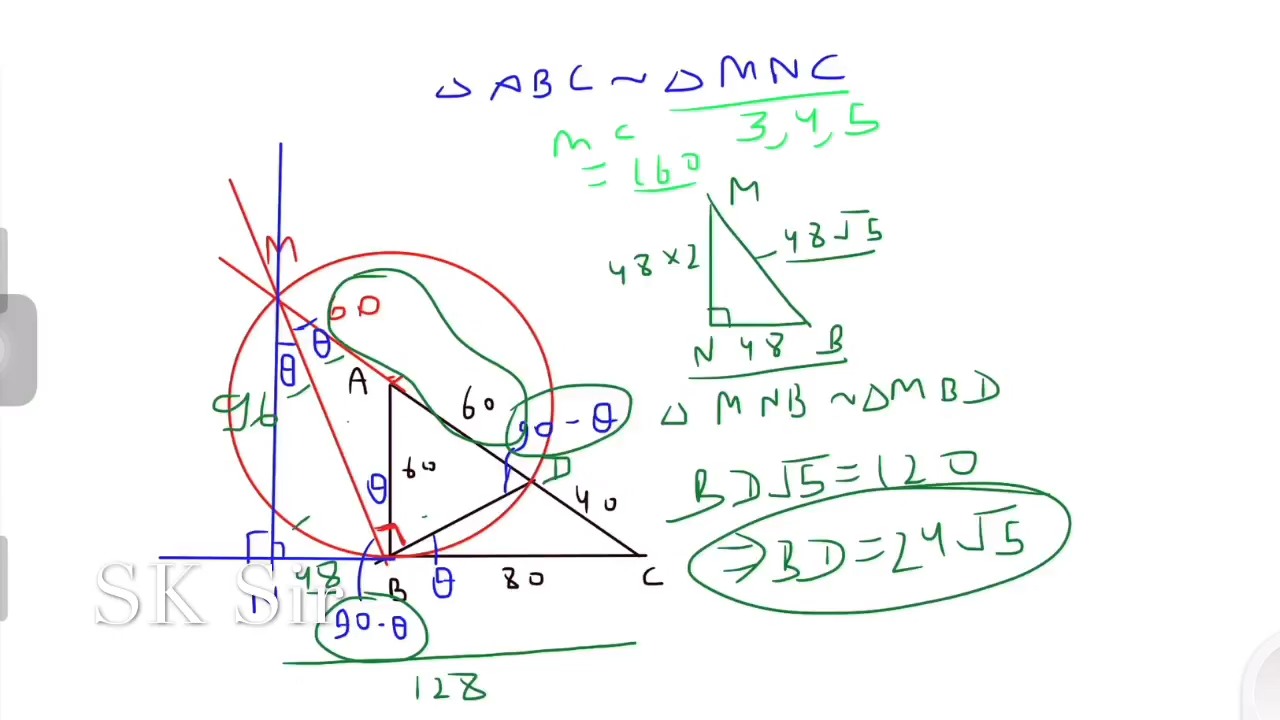 △ ABC ~ △ MNC
3, 4, 5
MC
= 160
M
48 × 2
48√5
N 48 B
△ MNB ~ △ MBD
BD√5 = 120
⇒ BD = 24√5
M
60
θ
θ
A
60
90 - θ
96
D
60
θ
40
48
B
θ
80
C
SK Sir
90 - θ
128